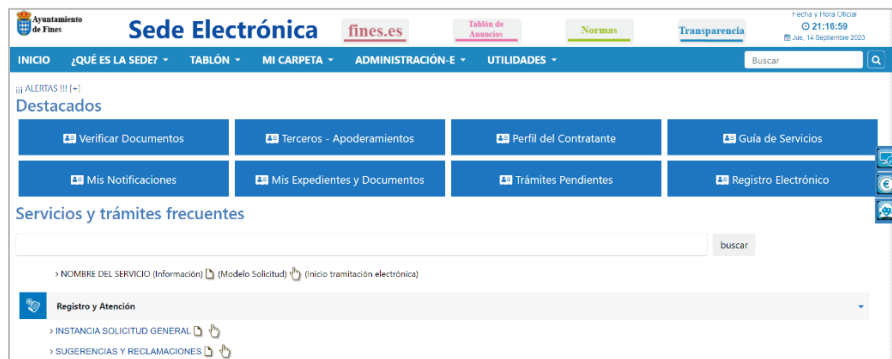 Ayuntamiento
de Fines
Sede Electrónica
fines.es
Tablón de
Anuncios
Normas
Transparencia
Fecha y Hora Oficial
21:16:59
Jue, 14 Septiembre 2023
INICIO ¿QUÉ ES LA SEDE? TABLÓN MI CARPETA ADMINISTRACIÓN-E UTILIDADES Buscar
¡¡¡ ALERTAS !!! [+]
Destacados
Verificar Documentos Terceros - Apoderamientos Perfil del Contratante Guía de Servicios
Mis Notificaciones Mis Expedientes y Documentos Trámites Pendientes Registro Electrónico
Servicios y trámites frecuentes
buscar
> NOMBRE DEL SERVICIO (Información) (Modelo Solicitud) (Inicio tramitación electrónica)
Registro y Atención
> INSTANCIA SOLICITUD GENERAL
> SUGERENCIAS Y RECLAMACIONES